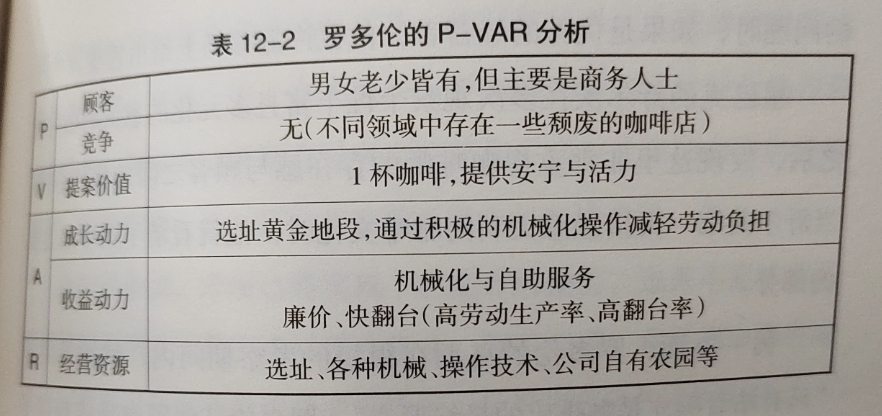 表 12-2 罗多伦的 P-VAR 分析
P 顾客 男女老少皆有,但主要是商务人士
竞争 无(不同领域中存在一些颓废的咖啡店)
V 提案价值 1 杯咖啡,提供安宁与活力
A 成长动力 选址黄金地段,通过积极的机械化操作减轻劳动负担
收益动力 机械化与自助服务
廉价、快翻台(高劳动生产率、高翻台率)
R 经营资源 选址、各种机械、操作技术、公司自有农园等